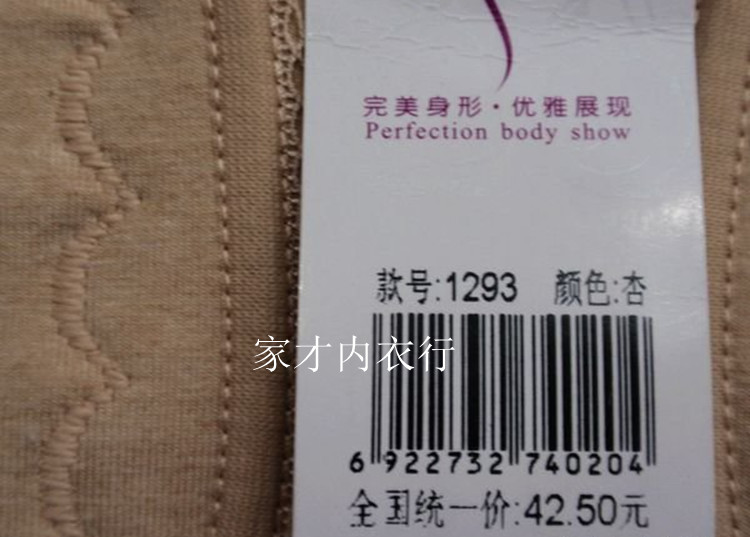 完美身形·优雅展现
Perfection body show
款号:1293 颜色:杏
家才内衣行
6 922732 740204
全国统一价:42.50元